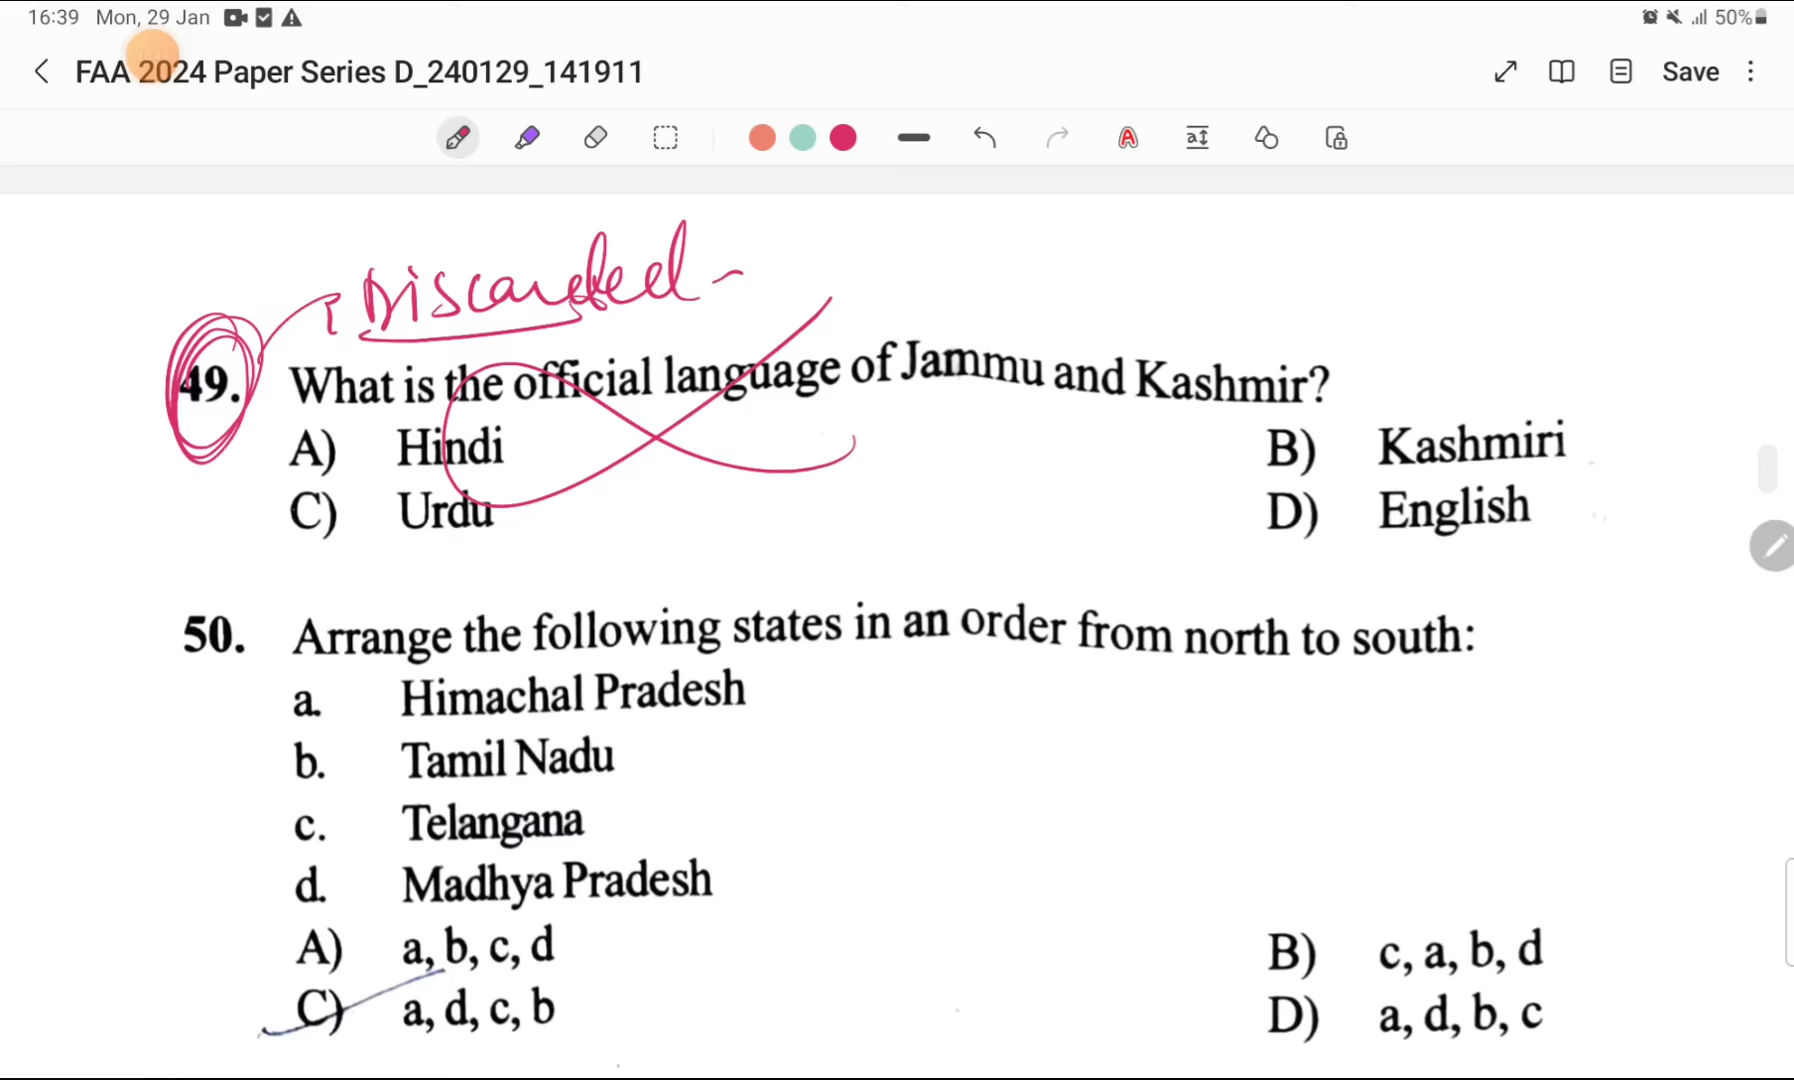 16:39 Mon, 29 Jan 50%
FAA 2024 Paper Series D_240129_141911 Save
Discarded -
49. What is the official language of Jammu and Kashmir?
A) Hindi B) Kashmiri
C) Urdu D) English
50. Arrange the following states in an order from north to south:
a. Himachal Pradesh
b. Tamil Nadu
c. Telangana
d. Madhya Pradesh
A) a, b, c, d B) c, a, b, d
C) a, d, c, b D) a, d, b, c